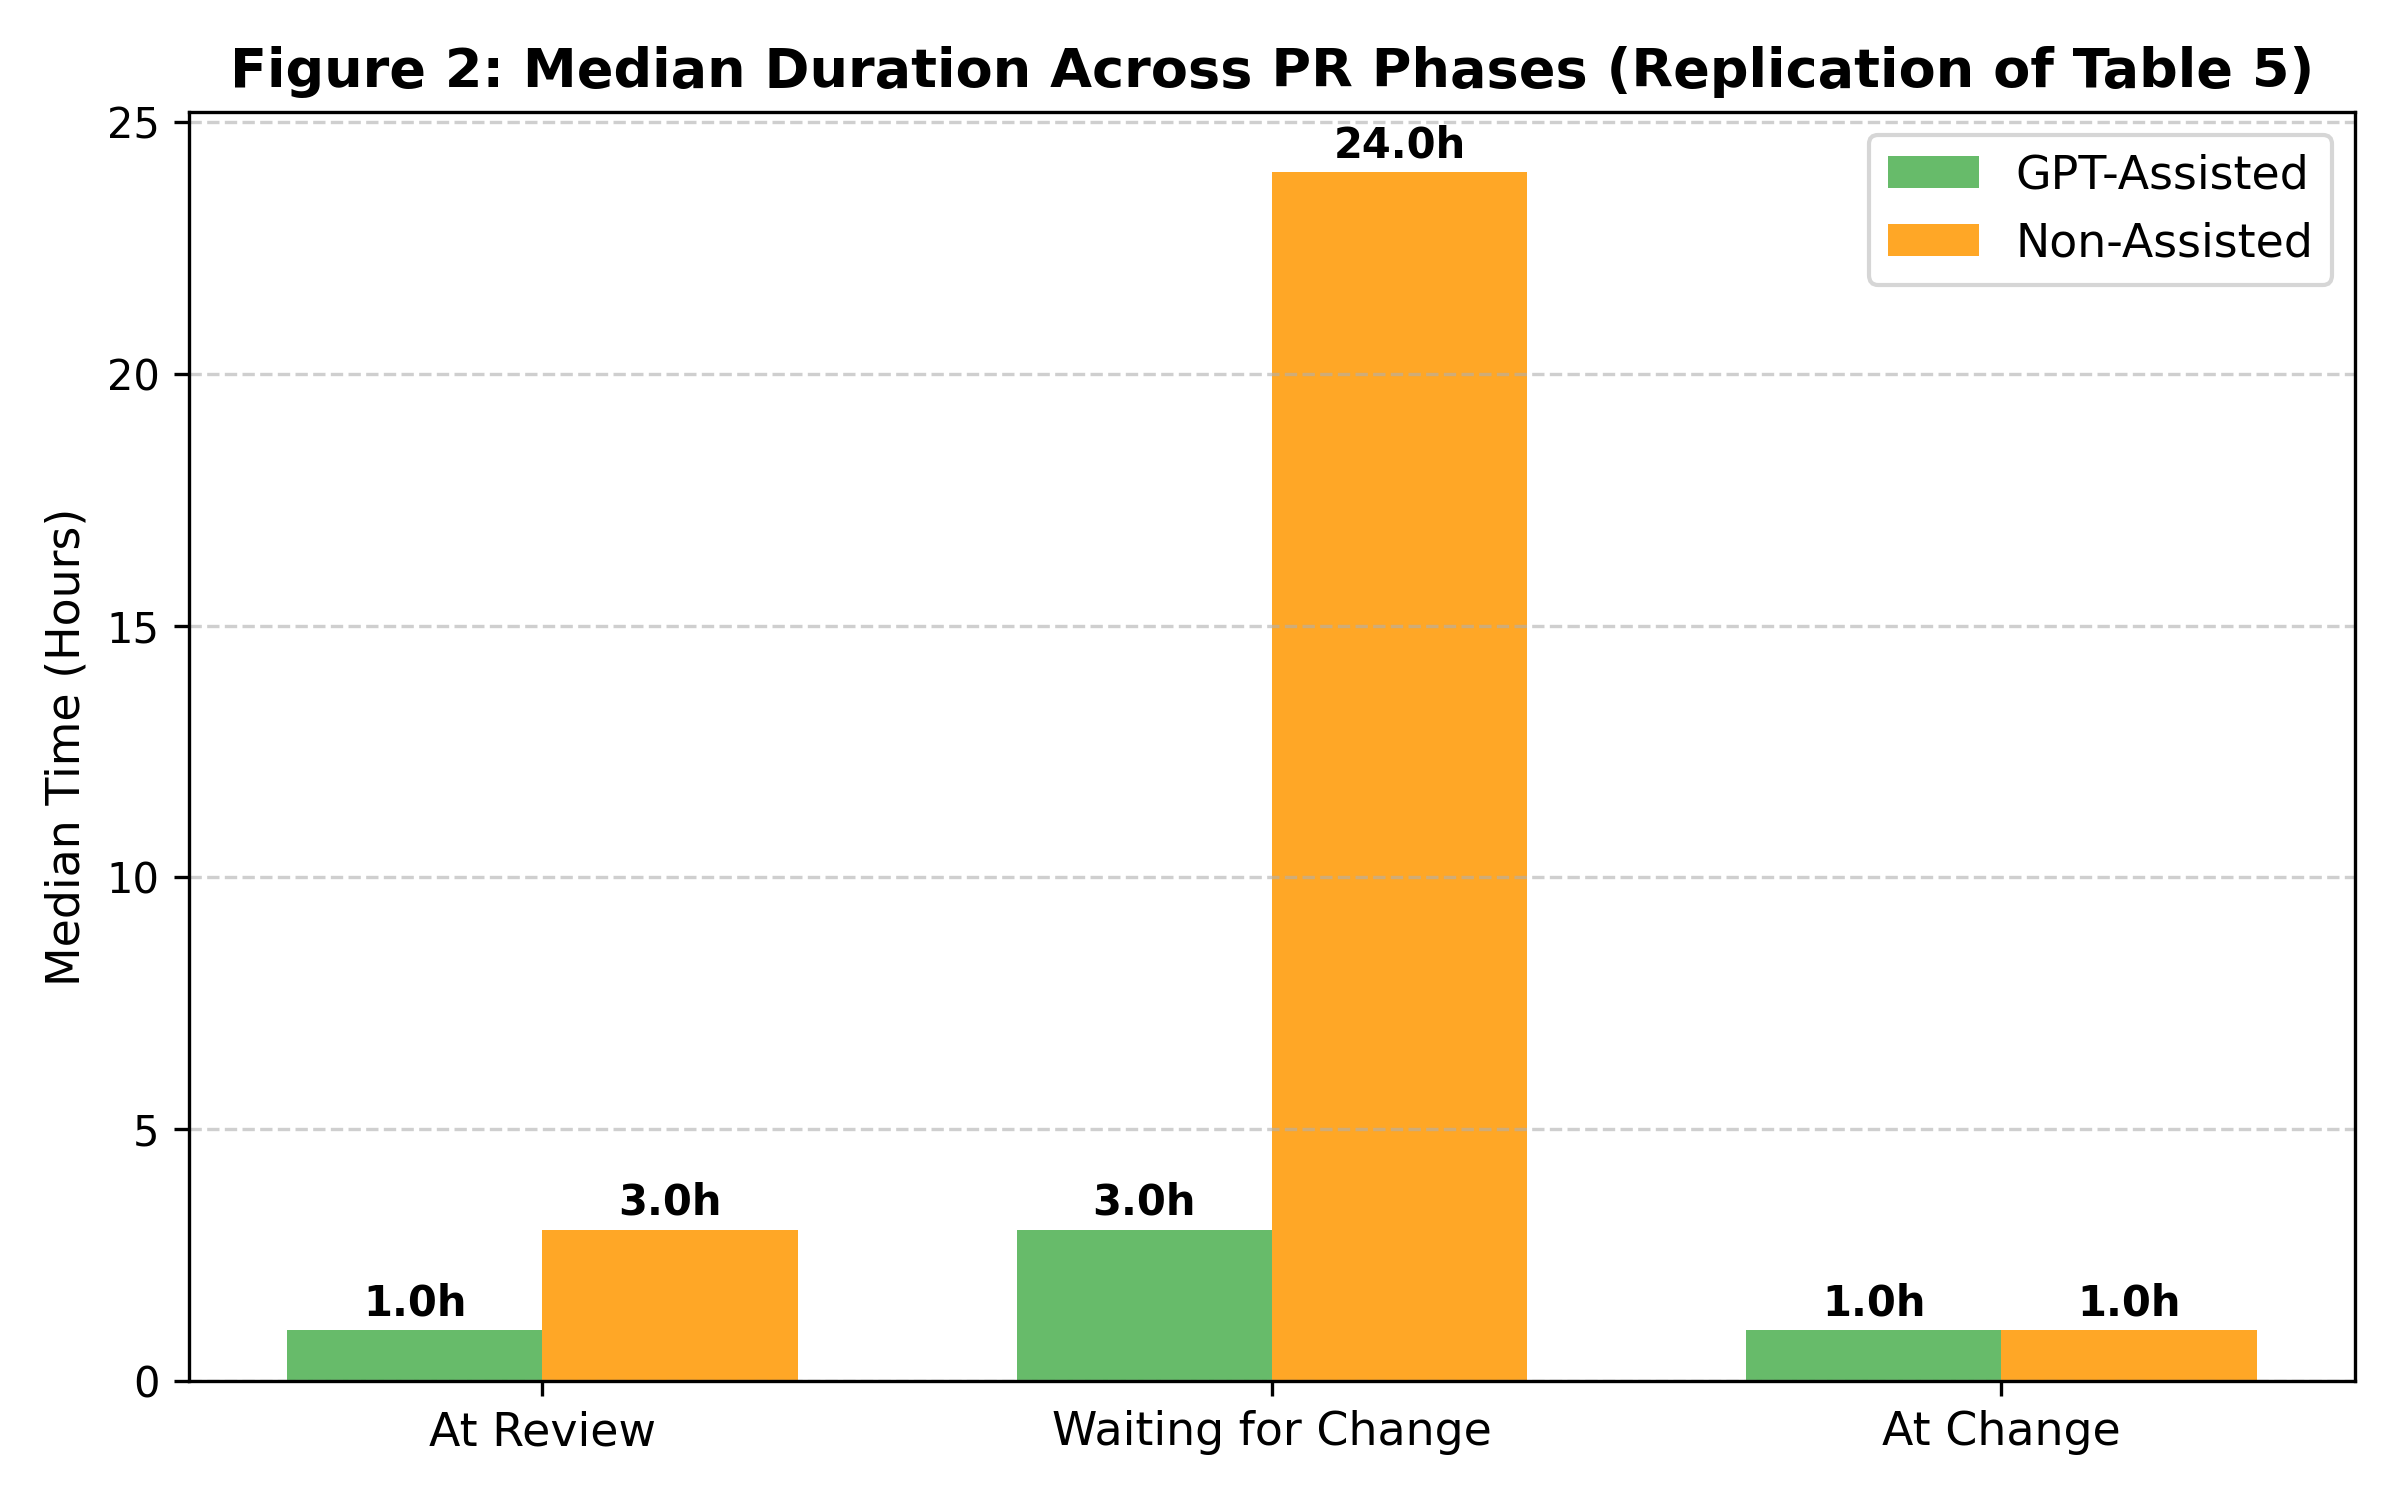 Figure 2: Median Duration Across PR Phases (Replication of Table 5)
Median Time (Hours)
25
20
15
10
5
0
GPT-Assisted
Non-Assisted
1.0h
3.0h
3.0h
24.0h
1.0h
1.0h
At Review
Waiting for Change
At Change